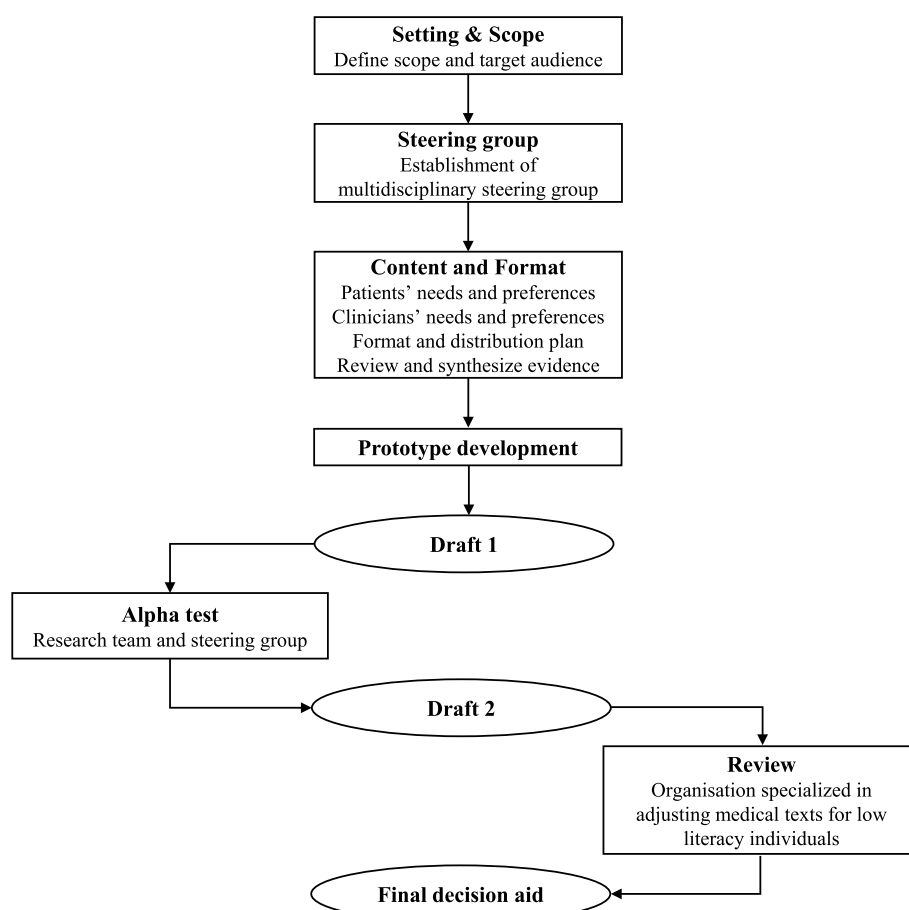 Setting & Scope
Define scope and target audience
Steering group
Establishment of
multidisciplinary steering group
Content and Format
Patients’ needs and preferences
Clinicians’ needs and preferences
Format and distribution plan
Review and synthesize evidence
Prototype development
Draft 1
Alpha test
Research team and steering group
Draft 2
Review
Organisation specialized in
adjusting medical texts for low
literacy individuals
Final decision aid